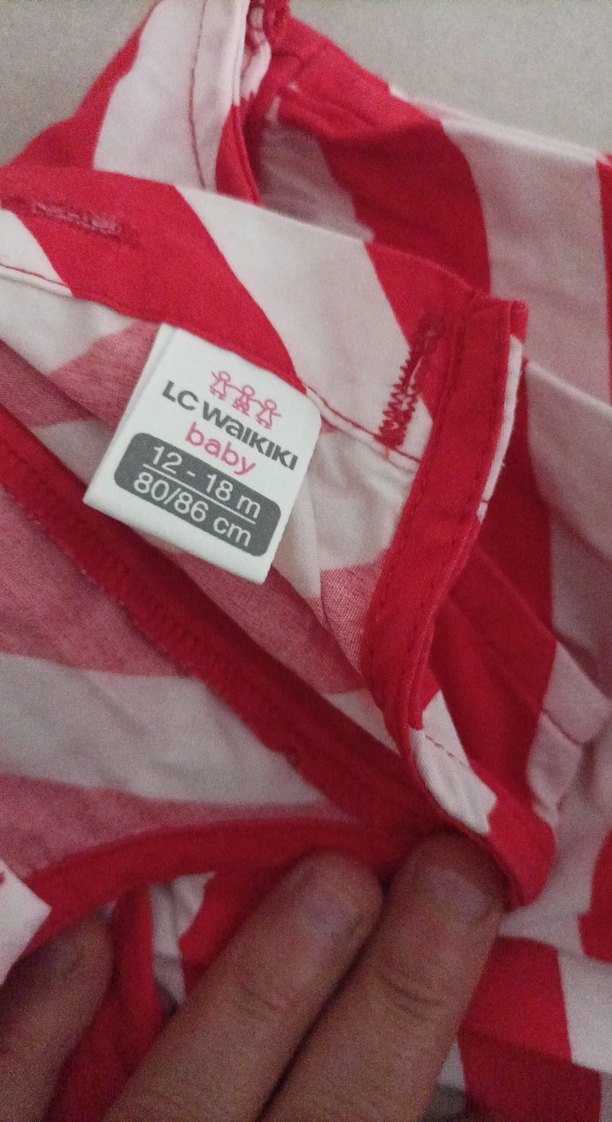 LC WAIKIKI
baby
12 - 18 m
80/86 cm